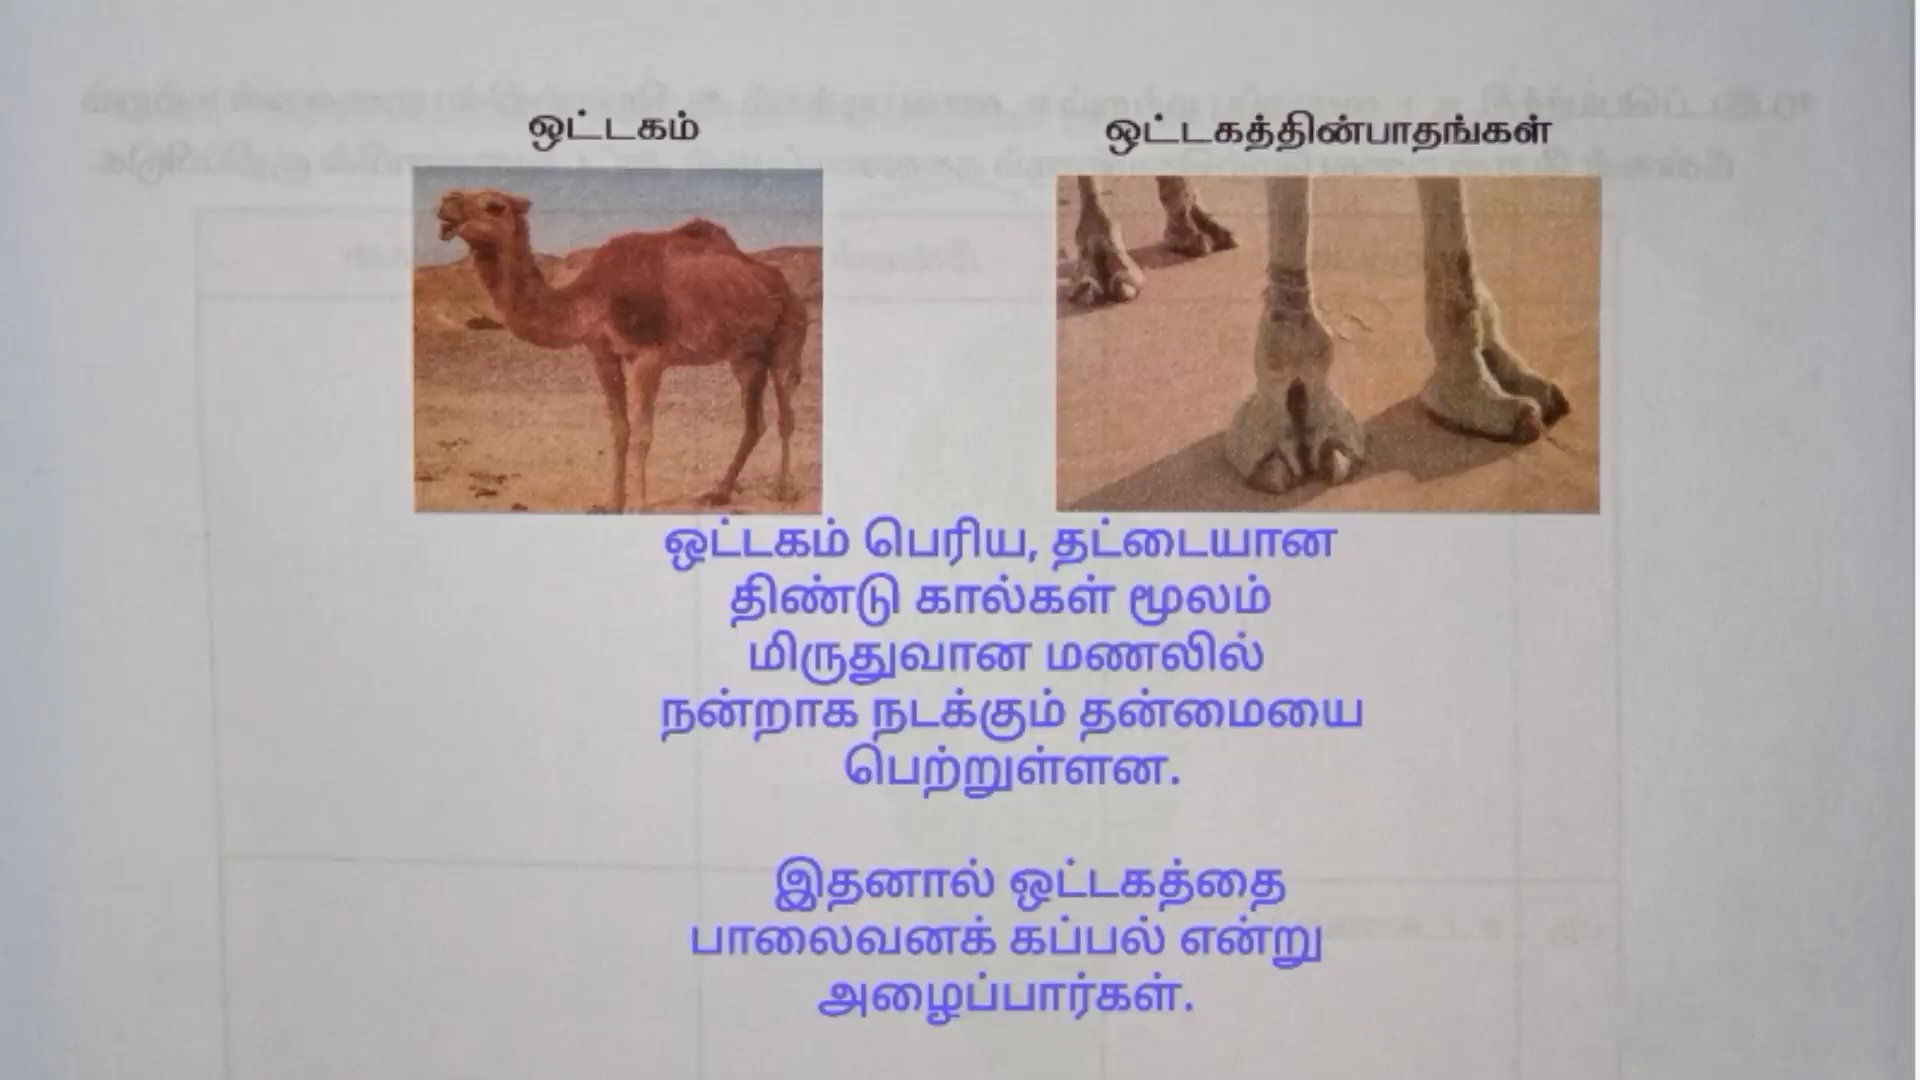 ஒட்டகம்
ஒட்டகத்தின்பாதங்கள்
ஒட்டகம் பெரிய, தட்டையான
திண்டு கால்கள் மூலம்
மிருதுவான மணலில்
நன்றாக நடக்கும் தன்மையை
பெற்றுள்ளன.
இதனால் ஒட்டகத்தை
பாலைவனக் கப்பல் என்று
அழைப்பார்கள்.